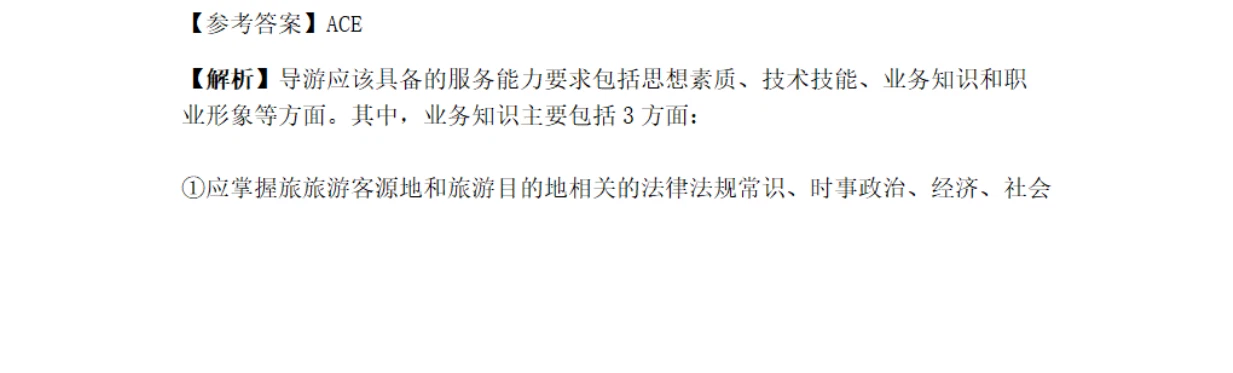 【参考答案】ACE
【解析】导游应该具备的服务能力要求包括思想素质、技术技能、业务知识和职
业形象等方面。其中，业务知识主要包括 3 方面：
①应掌握旅旅游客源地和旅游目的地相关的法律法规常识、时事政治、经济、社会